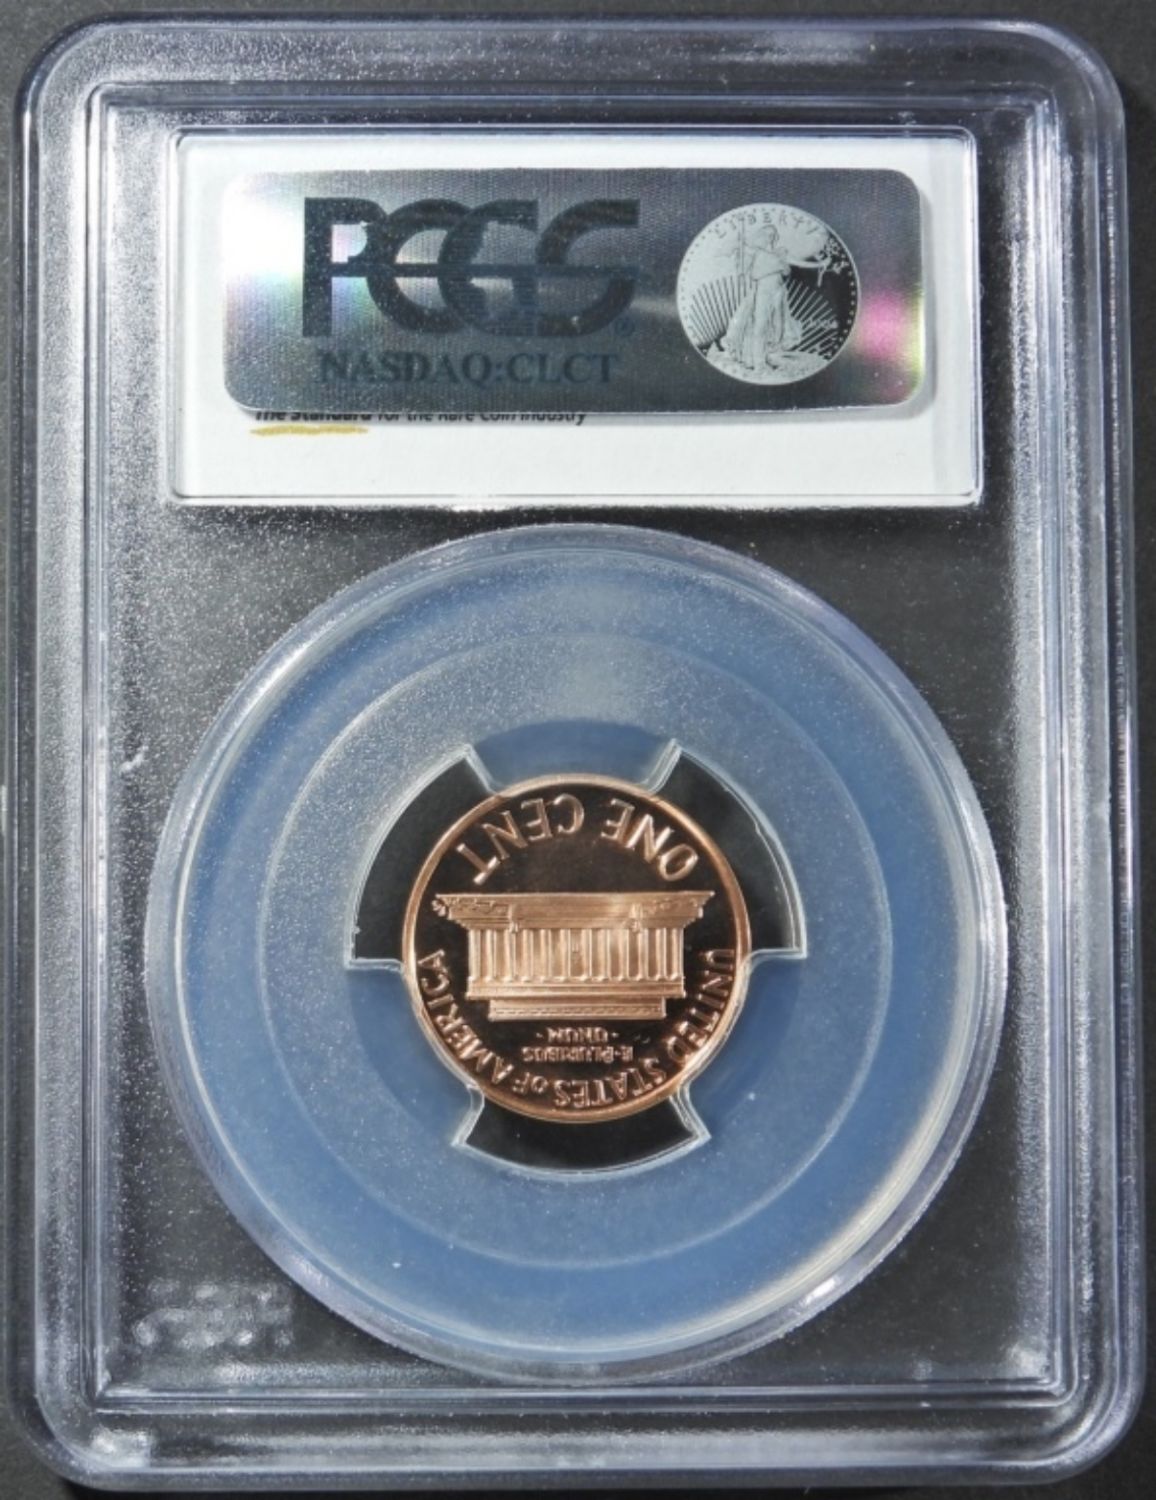 PCGS®
NASDAQ:CLCT
LIBERTY
The Standard for the Rare Coin Industry
ONE CENT
UNITED STATES OF AMERICA
E·PLURIBUS
·UNUM·